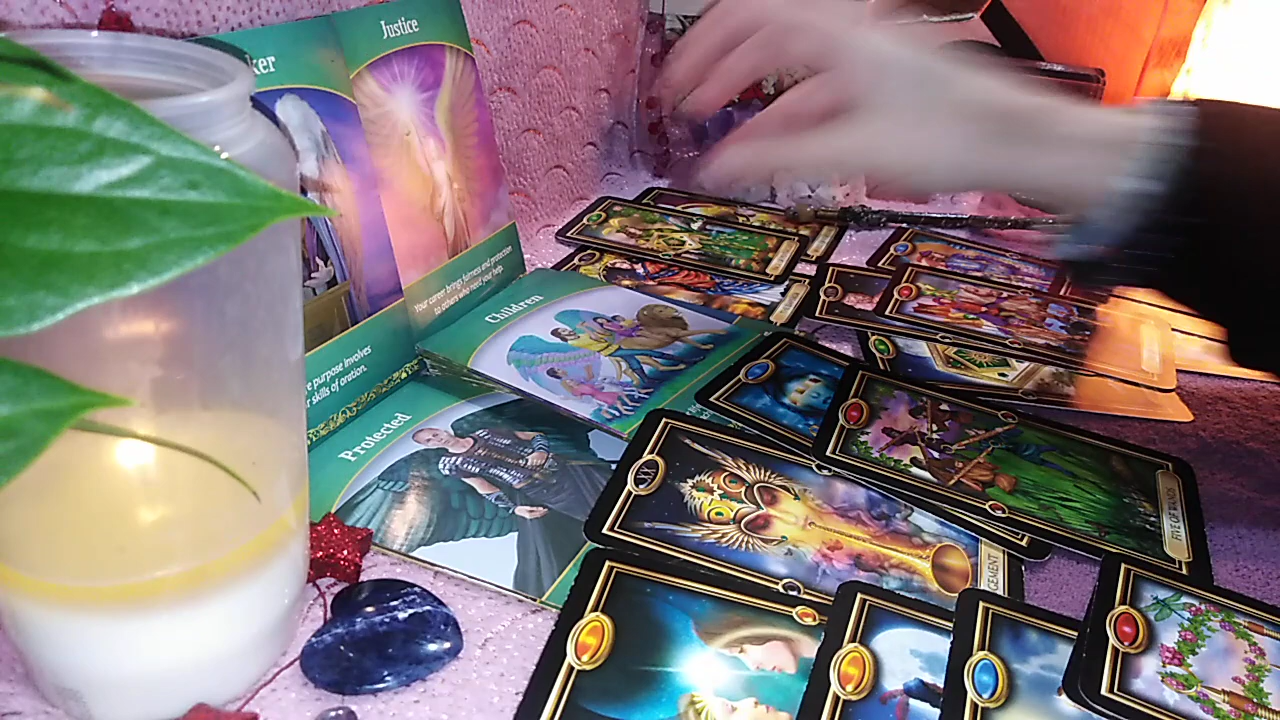 ker
Justice
Your career brings fairness and protection
to others who need your help.
e purpose involves
r skills of oration.
Children
Protected
XX
GEMENT
FIVE OF WANDS